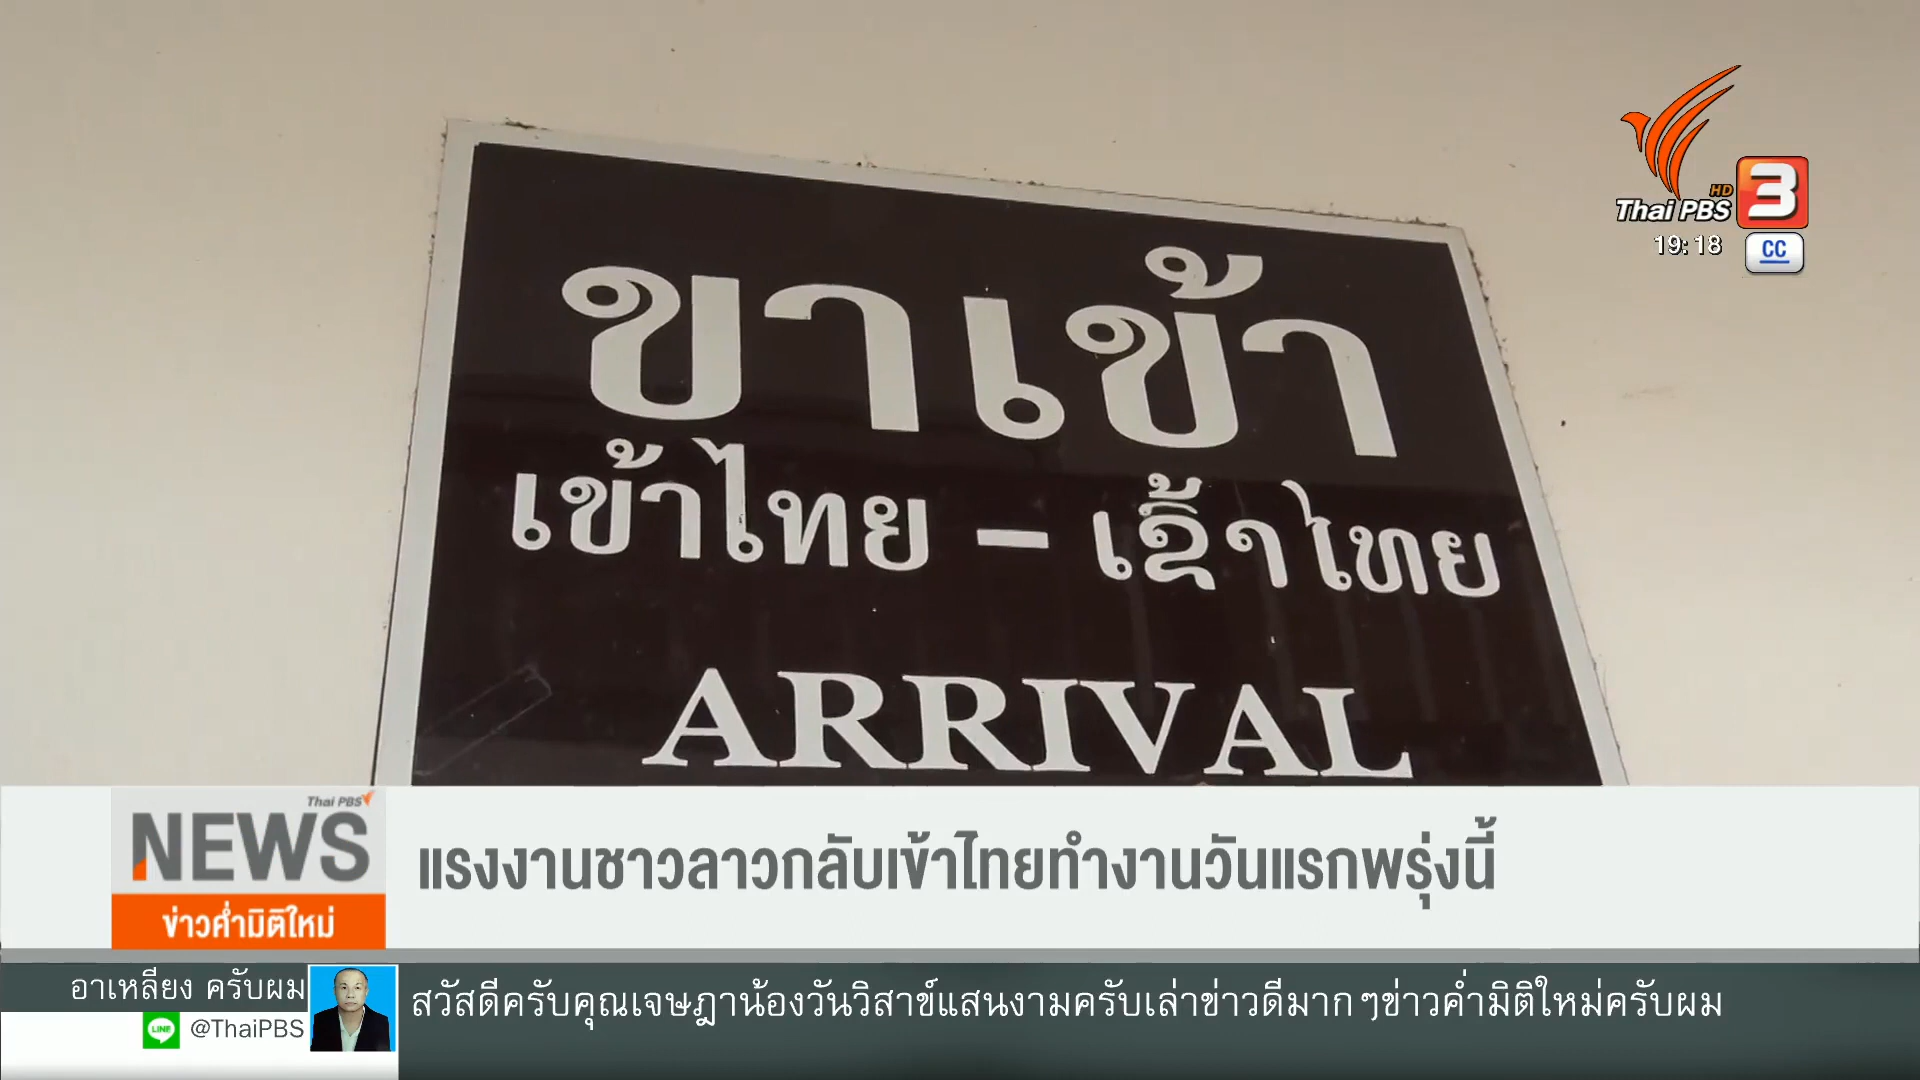 ขาเข้า
เข้าไทย – ເຂົ້າໄທຍ
ARRIVAL
HD
Thai PBS
3
19:18
CC
Thai PBS
NEWS
ข่าวค่ำมิติใหม่
แรงงานชาวลาวกลับเข้าไทยทำงานวันแรกพรุ่งนี้
อาเหลียง ครับผม
LINE
@ThaiPBS
สวัสดีครับคุณเจษฎาน้องวันวิสาข์แสนงามครับเล่าข่าวดีมากๆข่าวค่ำมิติใหม่ครับผม